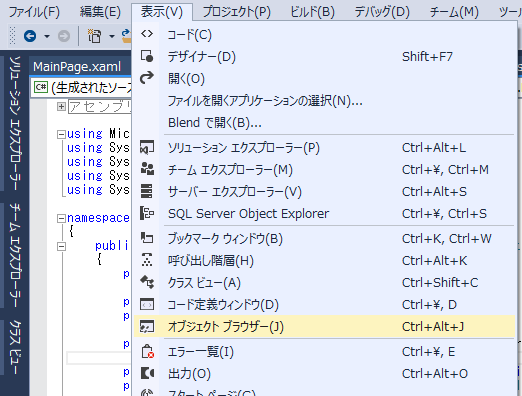 ファイル(F) 編集(E) 表示(V) プロジェクト(P) ビルド(B) デバッグ(D) チーム(M) ツー
コード(C)
デザイナー(D) Shift+F7
開く(O)
ファイルを開くアプリケーションの選択(N)...
Blend で開く(B)...
ソリューション エクスプローラー(P) Ctrl+Alt+L
チーム エクスプローラー(M) Ctrl+¥, Ctrl+M
サーバー エクスプローラー(V) Ctrl+Alt+S
SQL Server Object Explorer Ctrl+¥, Ctrl+S
ブックマーク ウィンドウ(B) Ctrl+K, Ctrl+W
呼び出し階層(H) Ctrl+Alt+K
クラス ビュー(A) Ctrl+Shift+C
コード定義ウィンドウ(D) Ctrl+¥, D
オブジェクト ブラウザー(J) Ctrl+Alt+J
エラー一覧(I) Ctrl+¥, E
出力(O) Ctrl+Alt+O
スタート ページ(G)
ソリューション エクスプローラー
チーム エクスプローラー
クラス ビュー
MainPage.xaml
C# (生成されたソース
アセンブリ
using Mic
using Sys
using Sys
using Sys
using Sys
namespace
{
public
{
p
p
p
p
p
p